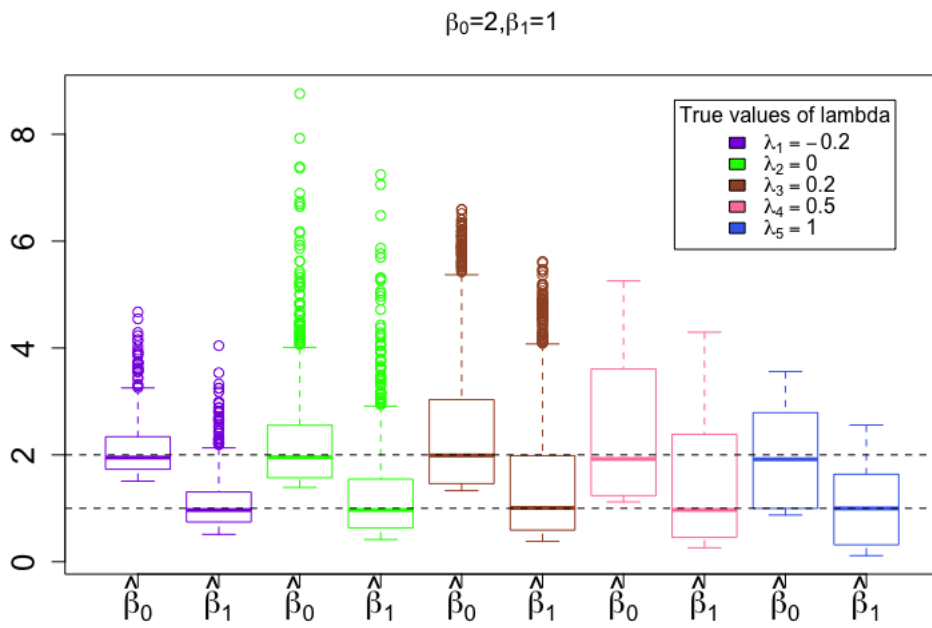 β₀=2,β₁=1
True values of lambda
λ₁ = −0.2
λ₂ = 0
λ₃ = 0.2
λ₄ = 0.5
λ₅ = 1
8
6
4
2
0
β̂₀ β̂₁ β̂₀ β̂₁ β̂₀ β̂₁ β̂₀ β̂₁ β̂₀ β̂₁